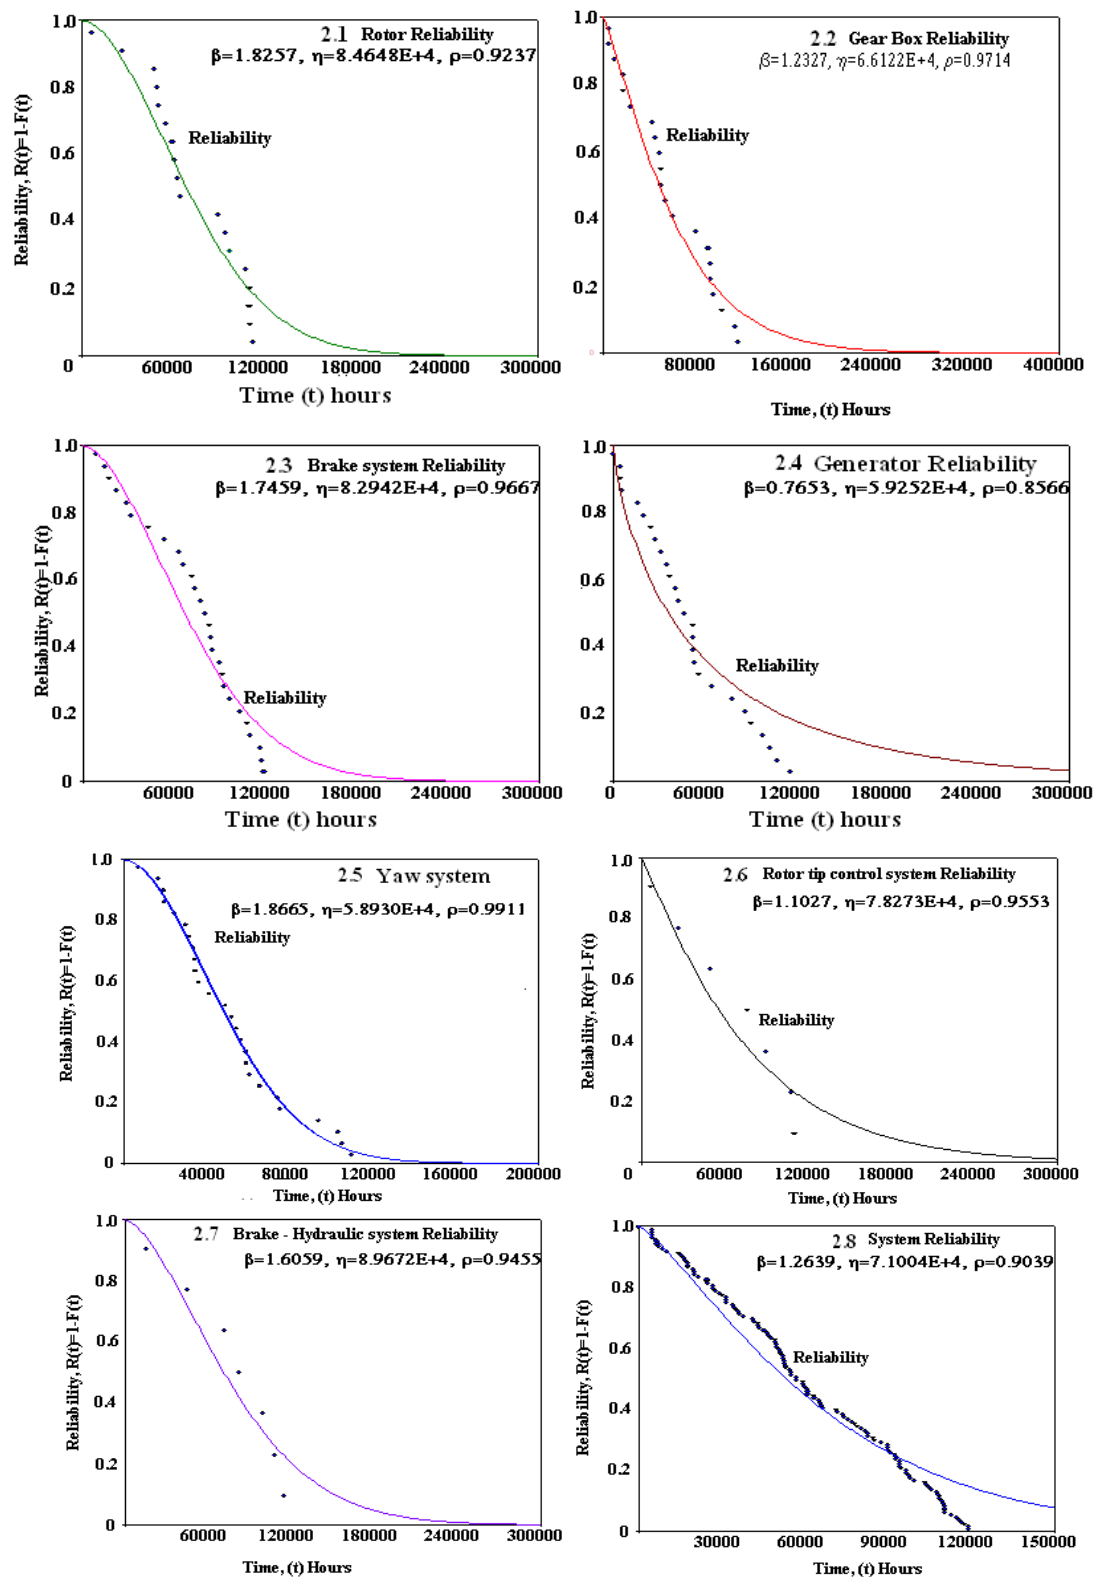 2.1 Rotor Reliability
β=1.8257, η=8.4648E+4, ρ=0.9237
Reliability
Reliability, R(t)=1-F(t)
1.0
0.8
0.6
0.4
0.2
0
60000 120000 180000 240000 300000
Time (t) hours
2.2 Gear Box Reliability
β=1.2327, η=6.6122E+4, ρ=0.9714
Reliability
1.0
0.8
0.6
0.4
0.2
0
80000 160000 240000 320000 400000
Time, (t) Hours
2.3 Brake system Reliability
β=1.7459, η=8.2942E+4, ρ=0.9667
Reliability
Reliability, R(t)=1-F(t)
1.0
0.8
0.6
0.4
0.2
0
60000 120000 180000 240000 300000
Time (t) hours
2.4 Generator Reliability
β=0.7653, η=5.9252E+4, ρ=0.8566
Reliability
1.0
0.8
0.6
0.4
0.2
0
0 60000 120000 180000 240000 300000
Time (t) hours
2.5 Yaw system
β=1.8665, η=5.8930E+4, ρ=0.9911
Reliability
Reliability, R(t)=1-F(t)
1.0
0.8
0.6
0.4
0.2
0
40000 80000 120000 160000 200000
Time, (t) Hours
2.6 Rotor tip control system Reliability
β=1.1027, η=7.8273E+4, ρ=0.9553
Reliability
Reliability, R(t)=1-F(t)
1.0
0.8
0.6
0.4
0.2
0
60000 120000 180000 240000 300000
Time, (t) Hours
2.7 Brake - Hydraulic system Reliability
β=1.6059, η=8.9672E+4, ρ=0.9455
Reliability, R(t)=1-F(t)
1.0
0.8
0.6
0.4
0.2
0
60000 120000 180000 240000 300000
Time, (t) Hours
2.8 System Reliability
β=1.2639, η=7.1004E+4, ρ=0.9039
Reliability
Reliability, R(t)=1-F(t)
1.0
0.8
0.6
0.4
0.2
0
30000 60000 90000 120000 150000
Time, (t) Hours